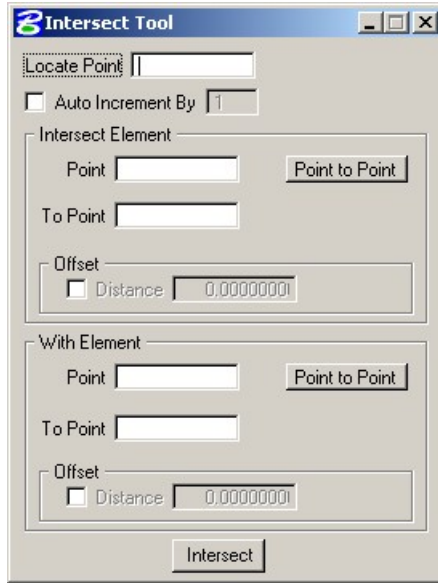 Intersect Tool
Locate Point
Auto Increment By 1
Intersect Element
Point Point to Point
To Point
Offset
Distance 0.0000000
With Element
Point Point to Point
To Point
Offset
Distance 0.0000000
Intersect